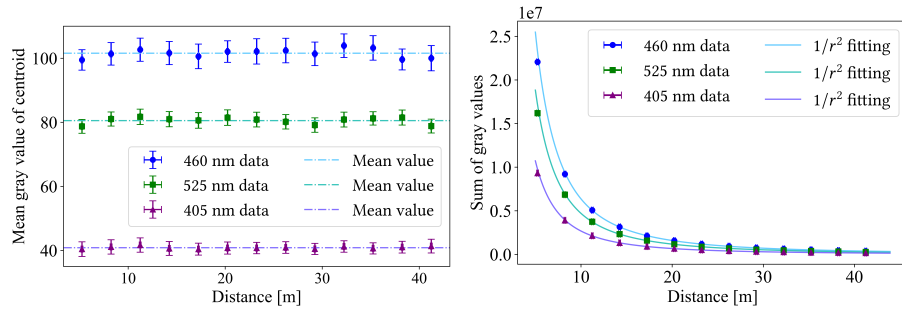 Mean gray value of centroid
100
80
60
40
460 nm data
525 nm data
405 nm data
Mean value
Mean value
Mean value
10
20
30
40
Distance [m]
1e7
Sum of gray values
2.5
2.0
1.5
1.0
0.5
0.0
460 nm data
525 nm data
405 nm data
1/r² fitting
1/r² fitting
1/r² fitting
10
20
30
40
Distance [m]